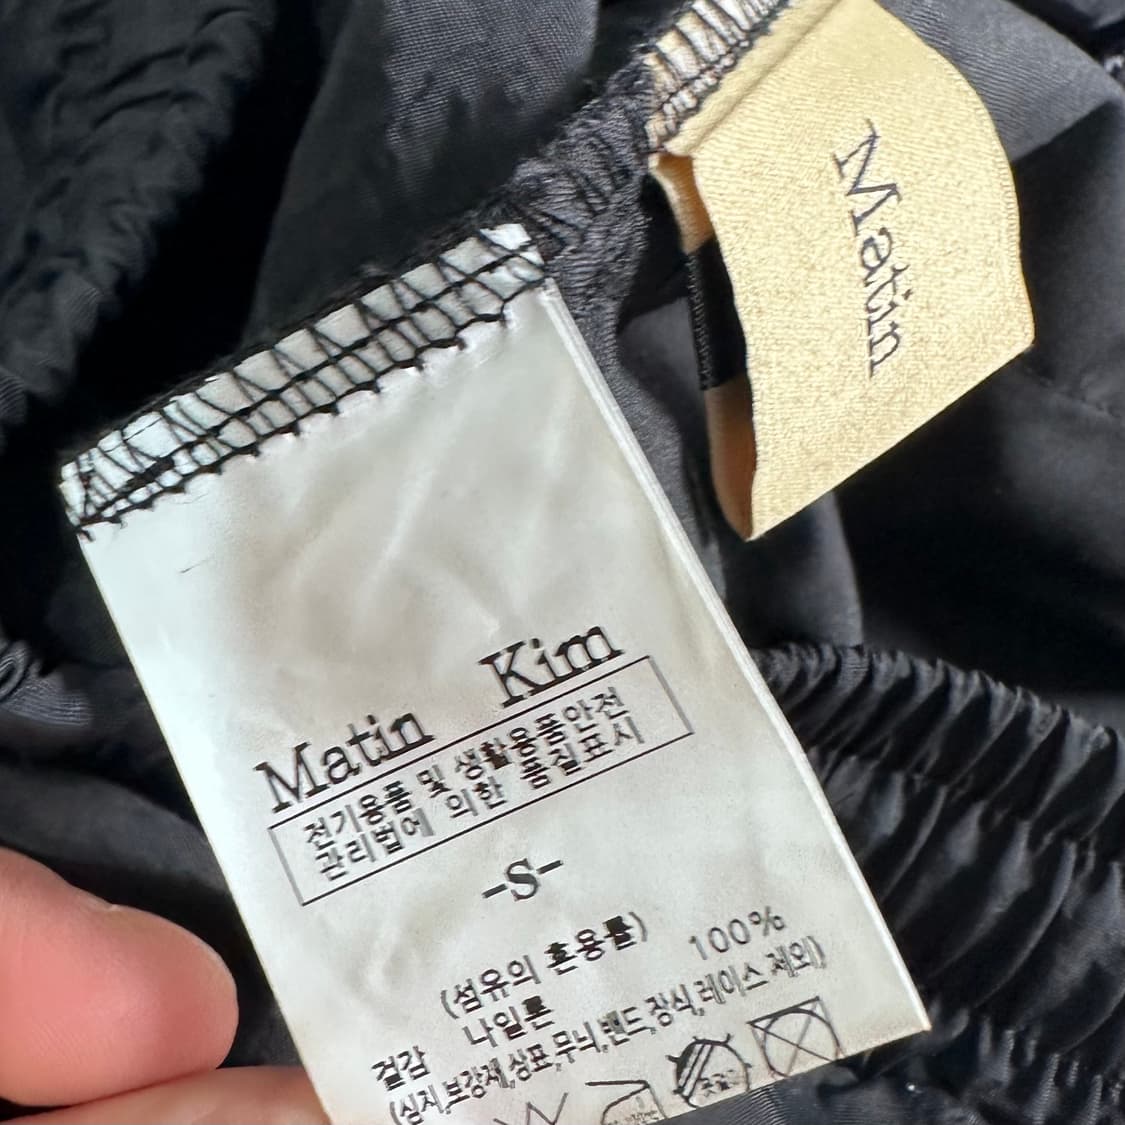 Matin
Matin Kim
전기용품 및 생활용품안전
관리법에 의한 품질표시
-S-
(섬유의 혼용률)
겉감 나일론 100%
(심지,보강재,상표,무늬,밴드,장식,레이스 제외)